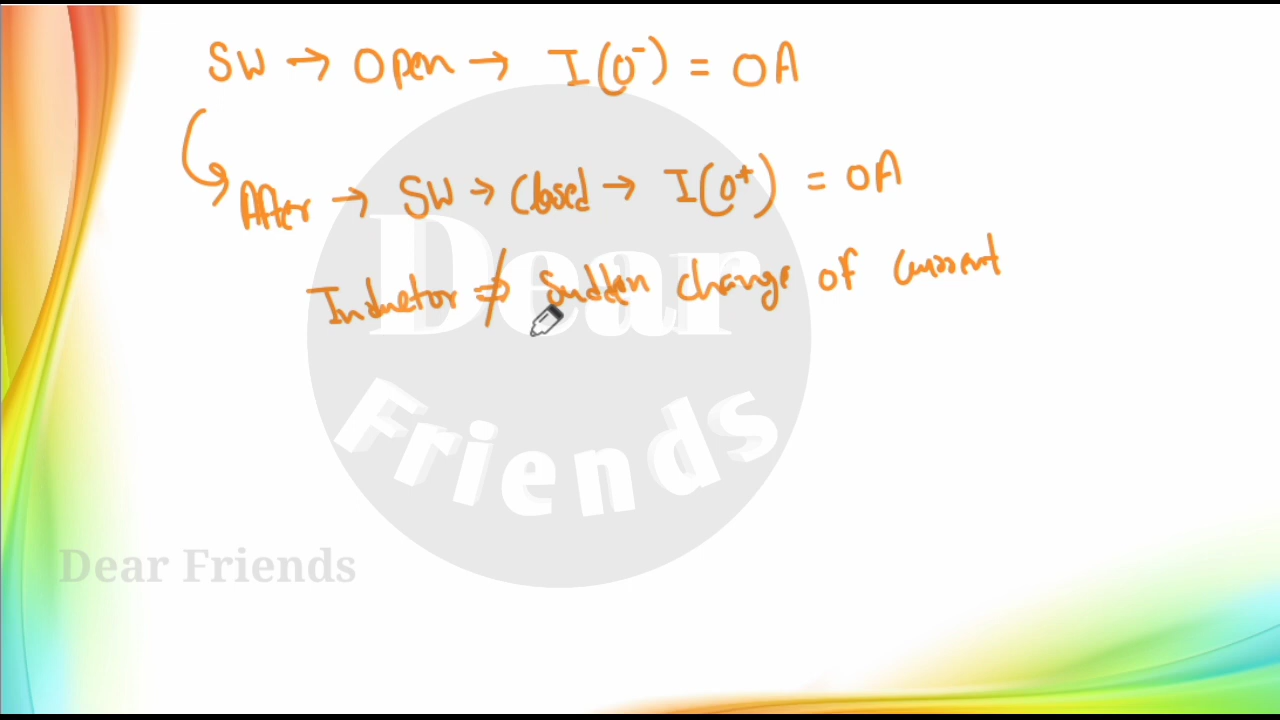 SW → Open → I(0⁻) = 0A
After → SW → Closed → I(0⁺) = 0A
Inductor ⇏ Sudden change of current
Dear
Friends
Dear Friends